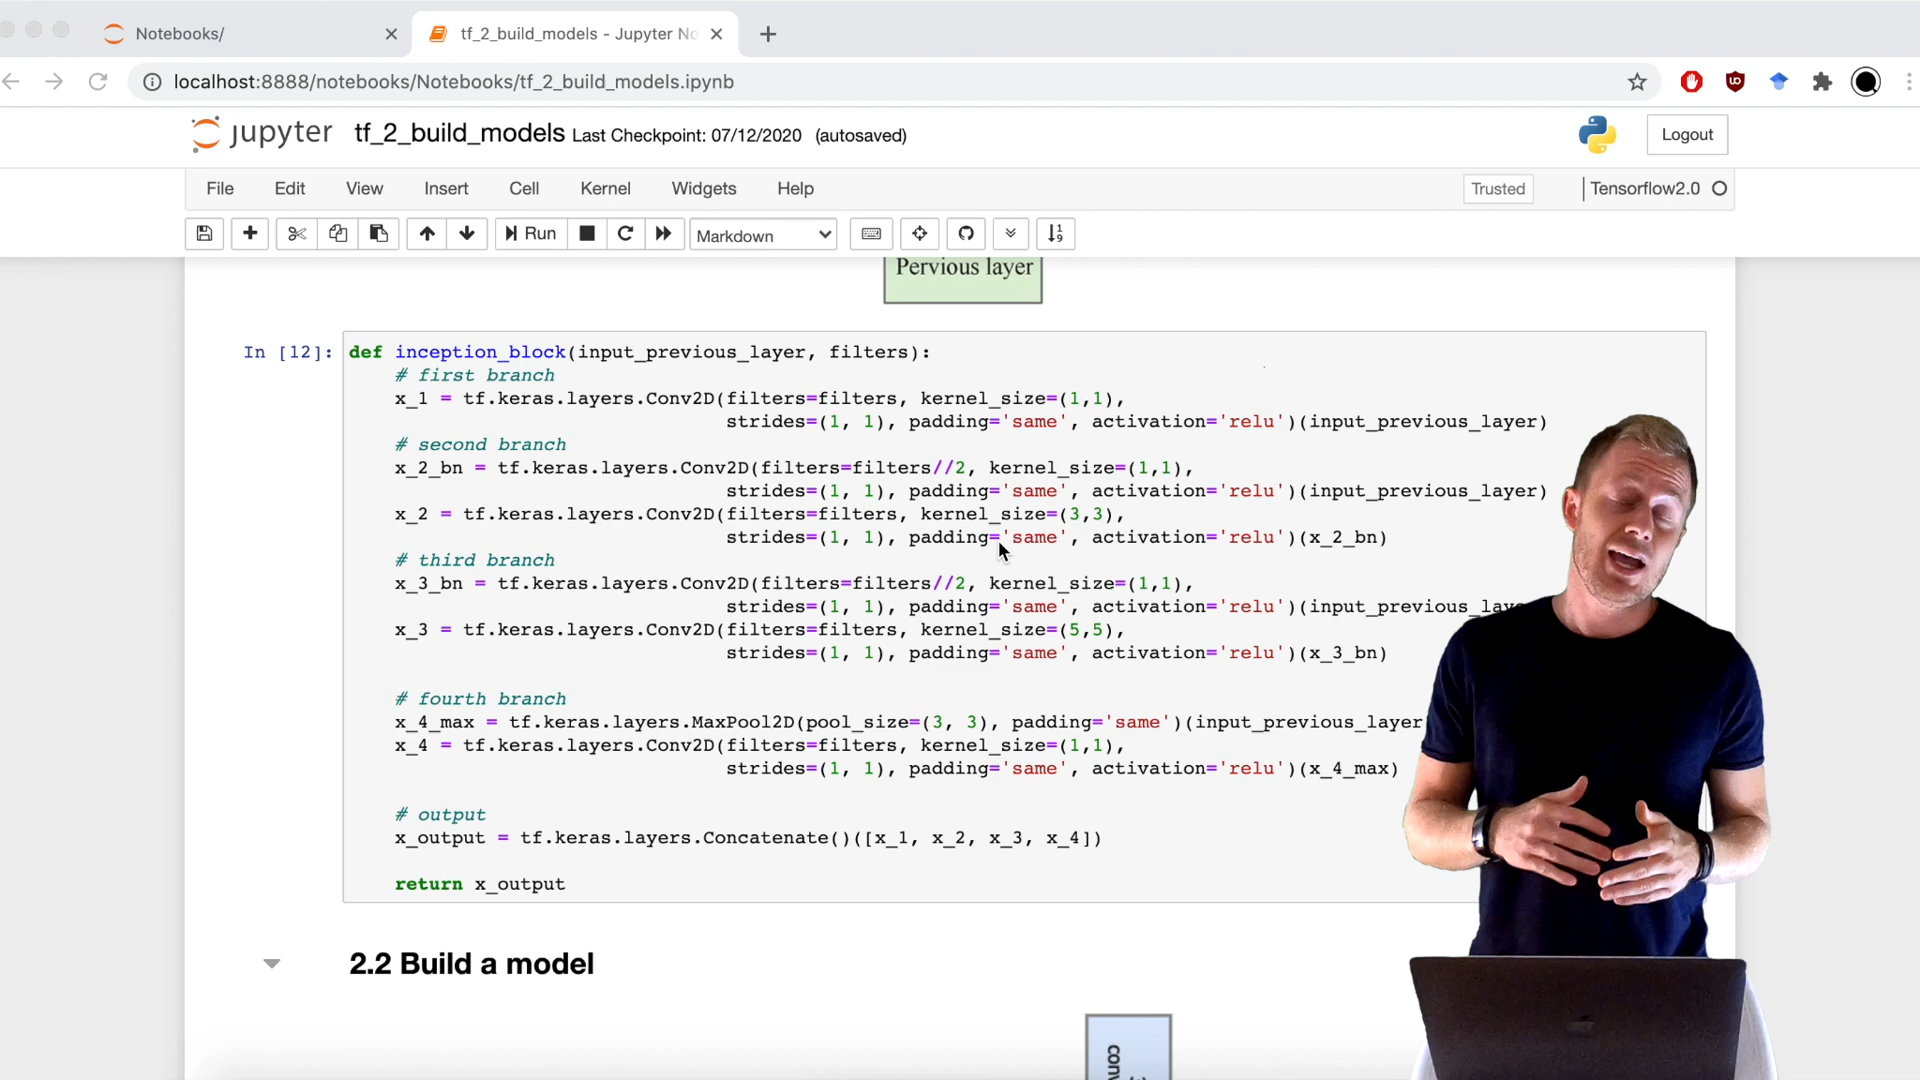 Notebooks/
tf_2_build_models - Jupyter No
localhost:8888/notebooks/Notebooks/tf_2_build_models.ipynb
jupyter tf_2_build_models Last Checkpoint: 07/12/2020 (autosaved)
Logout
File Edit View Insert Cell Kernel Widgets Help
Trusted
Tensorflow2.0
Run
Markdown
Pervious layer
In [12]:
def inception_block(input_previous_layer, filters):
# first branch
x_1 = tf.keras.layers.Conv2D(filters=filters, kernel_size=(1,1),
strides=(1, 1), padding='same', activation='relu')(input_previous_layer)
# second branch
x_2_bn = tf.keras.layers.Conv2D(filters=filters//2, kernel_size=(1,1),
strides=(1, 1), padding='same', activation='relu')(input_previous_layer)
x_2 = tf.keras.layers.Conv2D(filters=filters, kernel_size=(3,3),
strides=(1, 1), padding='same', activation='relu')(x_2_bn)
# third branch
x_3_bn = tf.keras.layers.Conv2D(filters=filters//2, kernel_size=(1,1),
strides=(1, 1), padding='same', activation='relu')(input_previous_laye
x_3 = tf.keras.layers.Conv2D(filters=filters, kernel_size=(5,5),
strides=(1, 1), padding='same', activation='relu')(x_3_bn)
# fourth branch
x_4_max = tf.keras.layers.MaxPool2D(pool_size=(3, 3), padding='same')(input_previous_layer
x_4 = tf.keras.layers.Conv2D(filters=filters, kernel_size=(1,1),
strides=(1, 1), padding='same', activation='relu')(x_4_max)
# output
x_output = tf.keras.layers.Concatenate()([x_1, x_2, x_3, x_4])
return x_output
2.2 Build a model
conv